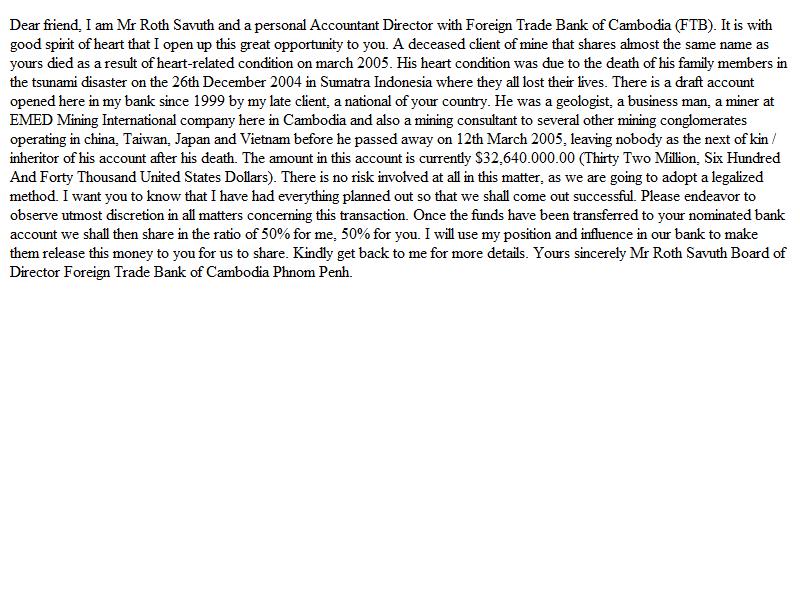 Dear friend, I am Mr Roth Savuth and a personal Accountant Director with Foreign Trade Bank of Cambodia (FTB). It is with
good spirit of heart that I open up this great opportunity to you. A deceased client of mine that shares almost the same name as
yours died as a result of heart-related condition on march 2005. His heart condition was due to the death of his family members in
the tsunami disaster on the 26th December 2004 in Sumatra Indonesia where they all lost their lives. There is a draft account
opened here in my bank since 1999 by my late client, a national of your country. He was a geologist, a business man, a miner at
EMED Mining International company here in Cambodia and also a mining consultant to several other mining conglomerates
operating in china, Taiwan, Japan and Vietnam before he passed away on 12th March 2005, leaving nobody as the next of kin /
inheritor of his account after his death. The amount in this account is currently $32,640.000.00 (Thirty Two Million, Six Hundred
And Forty Thousand United States Dollars). There is no risk involved at all in this matter, as we are going to adopt a legalized
method. I want you to know that I have had everything planned out so that we shall come out successful. Please endeavor to
observe utmost discretion in all matters concerning this transaction. Once the funds have been transferred to your nominated bank
account we shall then share in the ratio of 50% for me, 50% for you. I will use my position and influence in our bank to make
them release this money to you for us to share. Kindly get back to me for more details. Yours sincerely Mr Roth Savuth Board of
Director Foreign Trade Bank of Cambodia Phnom Penh.